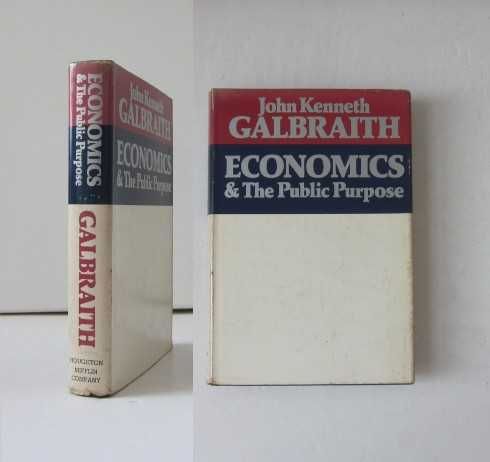 ECONOMICS
& The Public Purpose
GALBRAITH
HOUGHTON
MIFFLIN
COMPANY
John Kenneth
GALBRAITH
ECONOMICS
& The Public Purpose
John Kenneth
GALBRAITH
ECONOMICS
& The Public Purpose